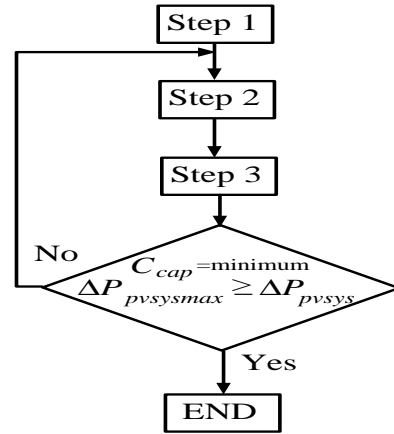 Step 1
Step 2
Step 3
No
C_cap=minimum
ΔP_pvsysmax ≥ ΔP_pvsys
Yes
END